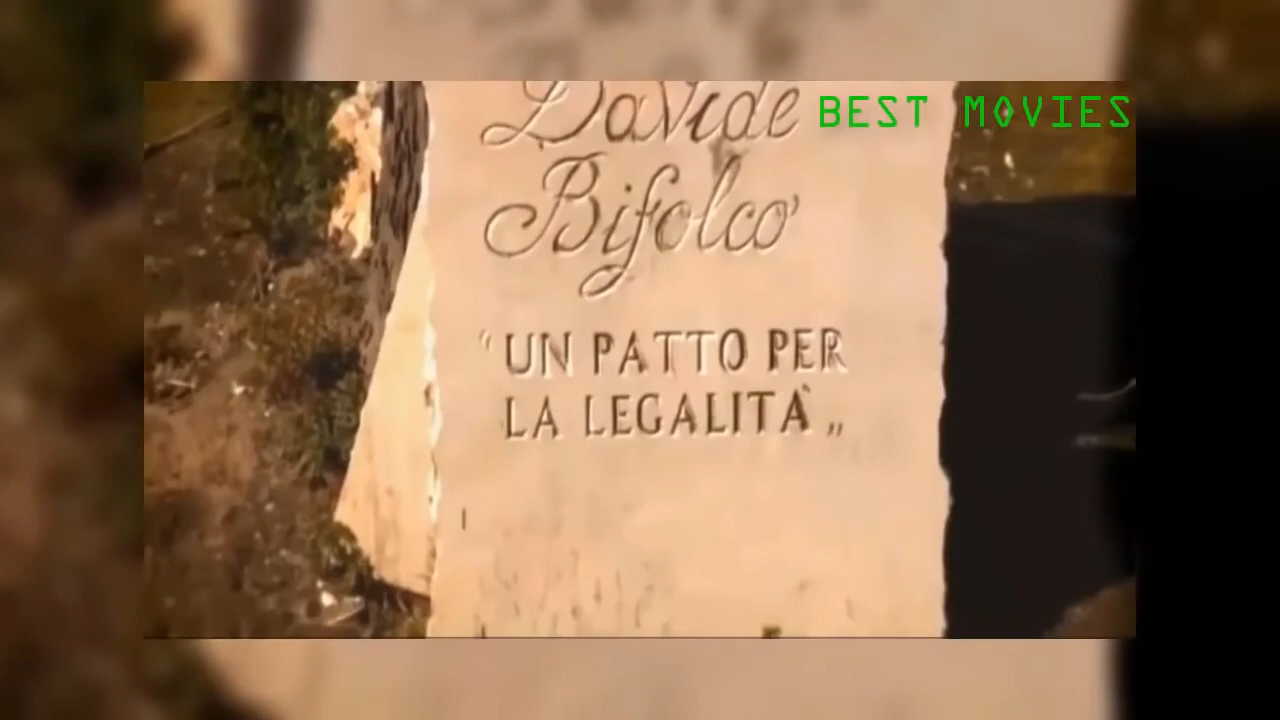 Davide
BEST MOVIES
Bifolco
"UN PATTO PER
LA LEGALITÀ"